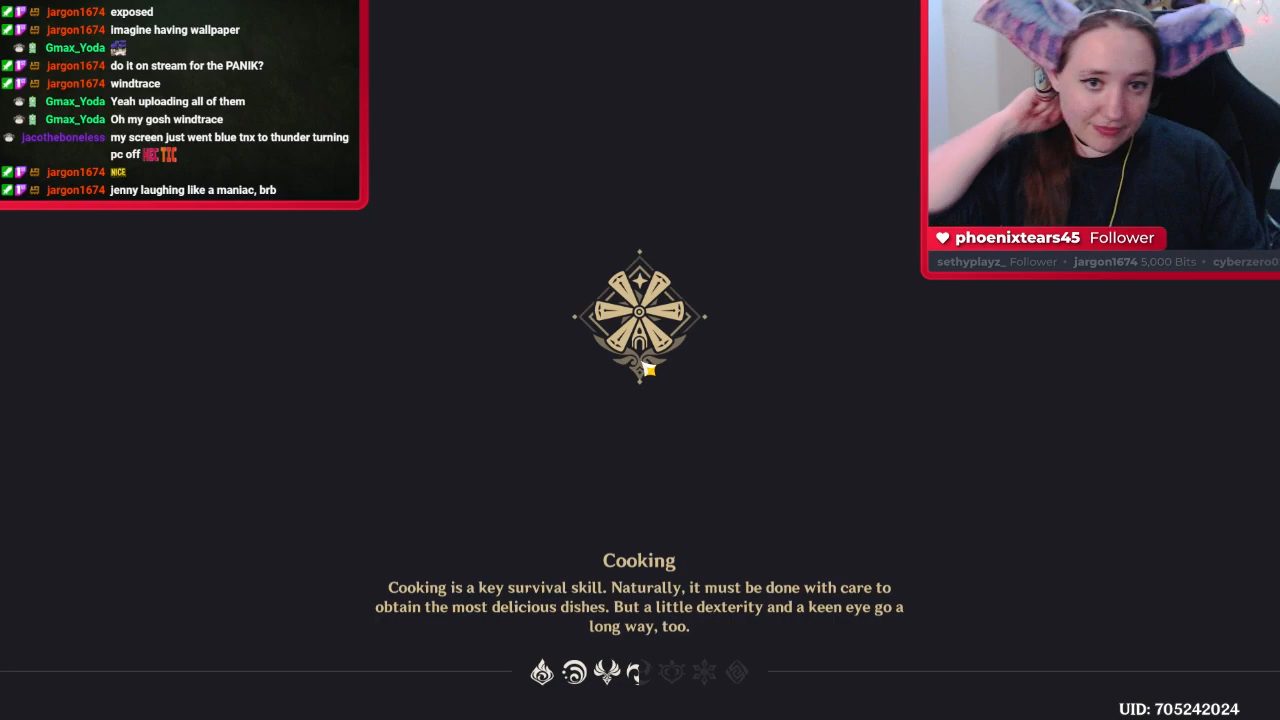 jargon1674 exposed
jargon1674 Imagine having wallpaper
Gmax_Yoda
jargon1674 do it on stream for the PANIK?
jargon1674 windtrace
Gmax_Yoda Yeah uploading all of them
Gmax_Yoda Oh my gosh windtrace
jacotheboneless my screen just went blue tnx to thunder turning
pc off HEC TIC
jargon1674 NICE
jargon1674 jenny laughing like a maniac, brb
phoenixtears45 Follower
sethyplayz_ Follower • jargon1674 5,000 Bits • cyberzero0
Cooking
Cooking is a key survival skill. Naturally, it must be done with care to
obtain the most delicious dishes. But a little dexterity and a keen eye go a
long way, too.
UID: 705242024